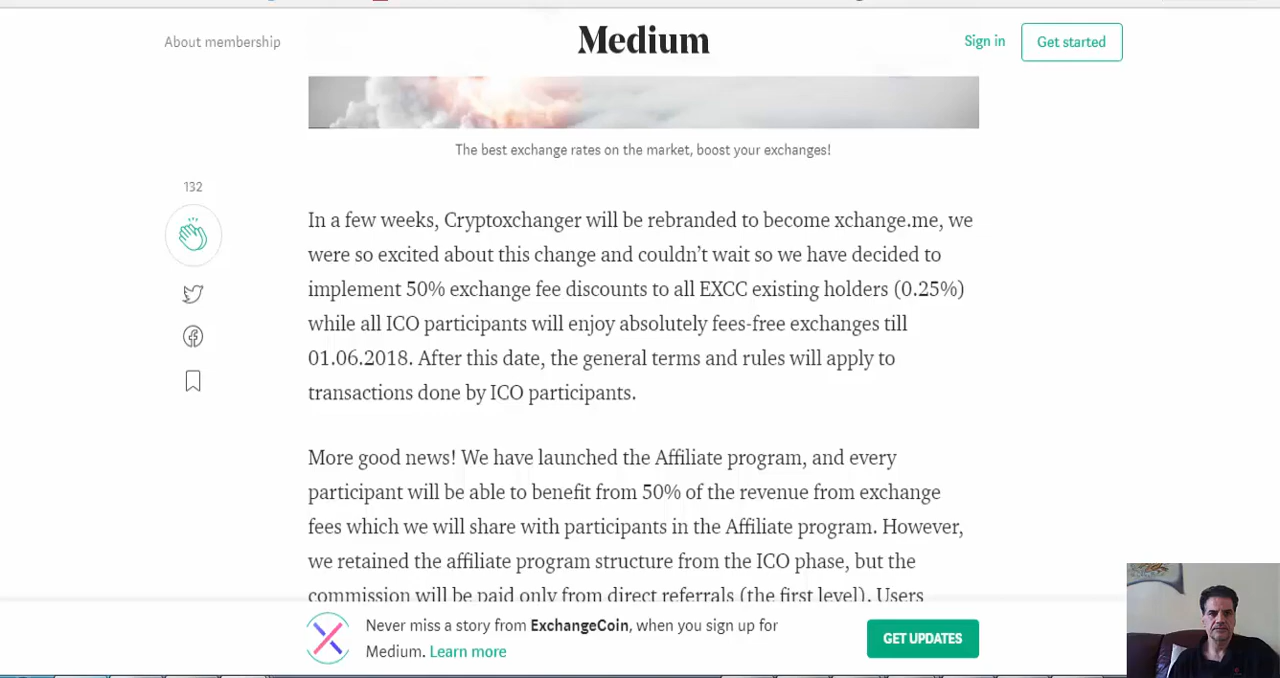 About membership
Medium
Sign in
Get started
The best exchange rates on the market, boost your exchanges!
132
In a few weeks, Cryptoxchanger will be rebranded to become xchange.me, we
were so excited about this change and couldn’t wait so we have decided to
implement 50% exchange fee discounts to all EXCC existing holders (0.25%)
while all ICO participants will enjoy absolutely fees-free exchanges till
01.06.2018. After this date, the general terms and rules will apply to
transactions done by ICO participants.
More good news! We have launched the Affiliate program, and every
participant will be able to benefit from 50% of the revenue from exchange
fees which we will share with participants in the Affiliate program. However,
we retained the affiliate program structure from the ICO phase, but the
commission will be paid only from direct referrals (the first level). Users
Never miss a story from ExchangeCoin, when you sign up for
Medium. Learn more
GET UPDATES